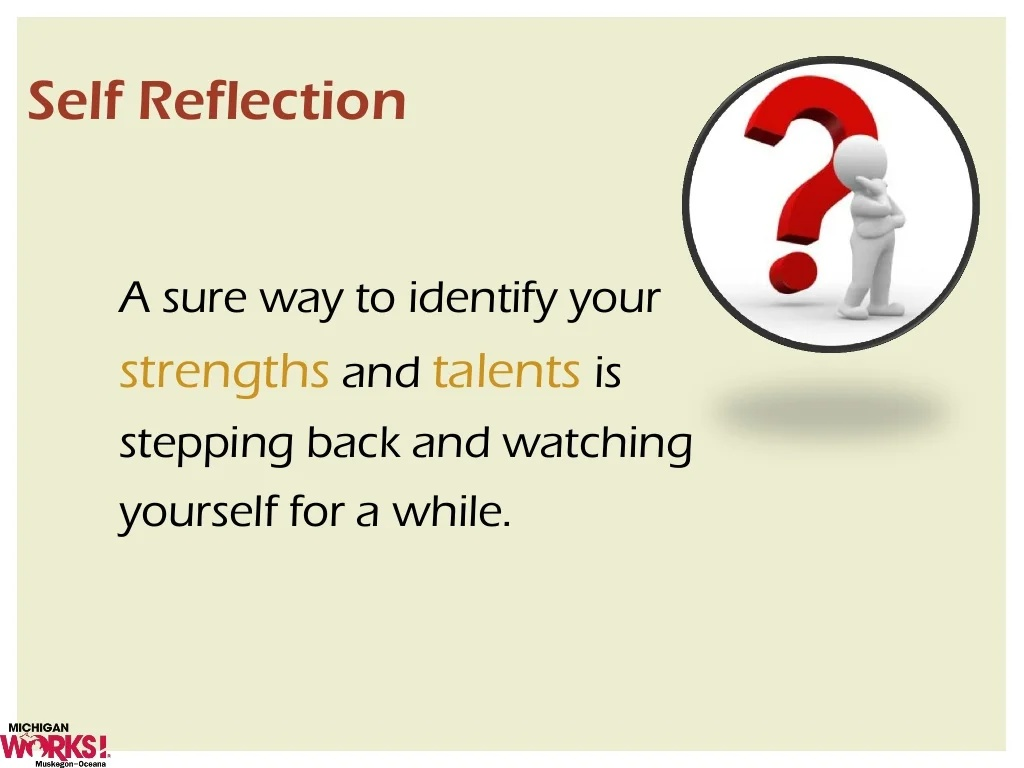 Self Reflection
A sure way to identify your
strengths and talents is
stepping back and watching
yourself for a while.
MICHIGAN
WORKS!
Muskegon-Oceana